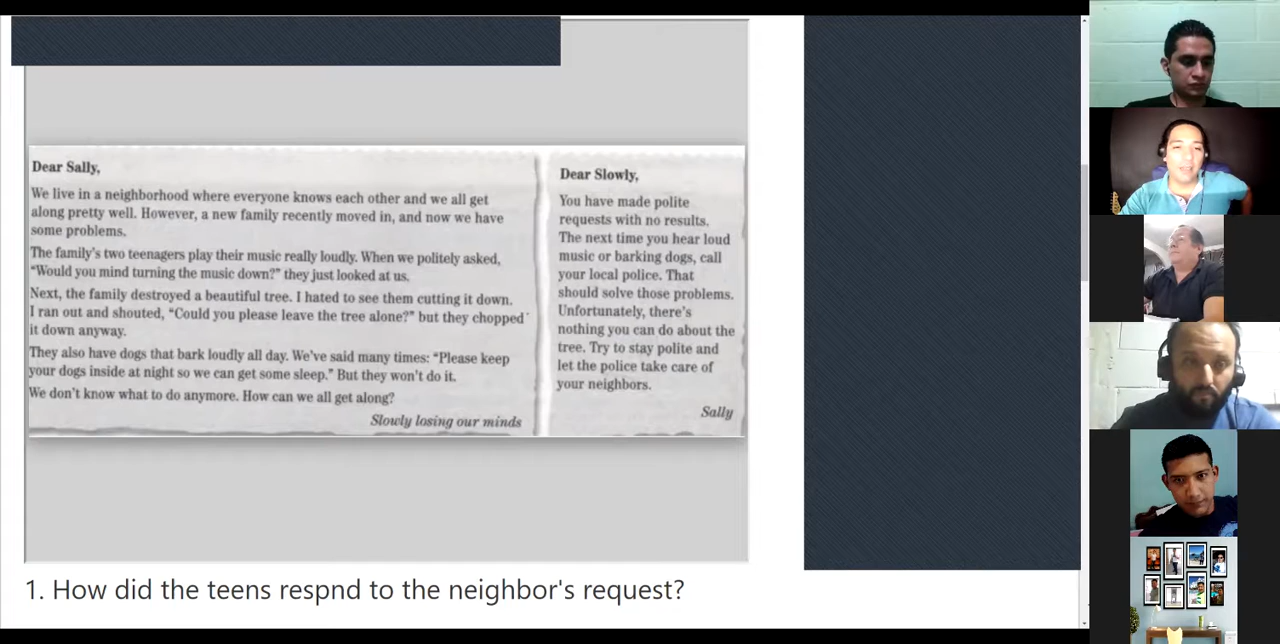 Dear Sally,
We live in a neighborhood where everyone knows each other and we all get
along pretty well. However, a new family recently moved in, and now we have
some problems.
The family's two teenagers play their music really loudly. When we politely asked,
"Would you mind turning the music down?" they just looked at us.
Next, the family destroyed a beautiful tree. I hated to see them cutting it down.
I ran out and shouted, "Could you please leave the tree alone?" but they chopped
it down anyway.
They also have dogs that bark loudly all day. We've said many times: "Please keep
your dogs inside at night so we can get some sleep." But they won't do it.
We don't know what to do anymore. How can we all get along?
Slowly losing our minds
Dear Slowly,
You have made polite
requests with no results.
The next time you hear loud
music or barking dogs, call
your local police. That
should solve those problems.
Unfortunately, there's
nothing you can do about the
tree. Try to stay polite and
let the police take care of
your neighbors.
Sally
1. How did the teens respnd to the neighbor's request?